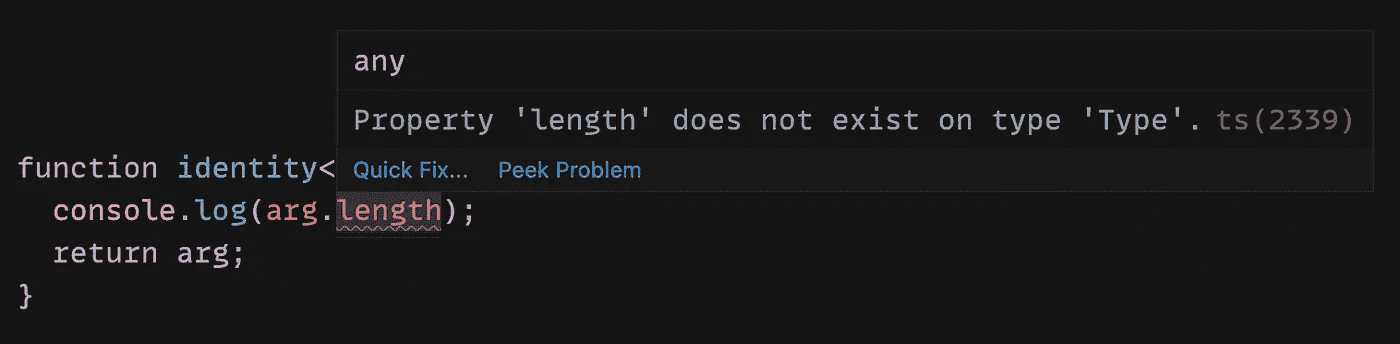 any
Property 'length' does not exist on type 'Type'. ts(2339)
function identity<
Quick Fix... Peek Problem
console.log(arg.length);
return arg;
}